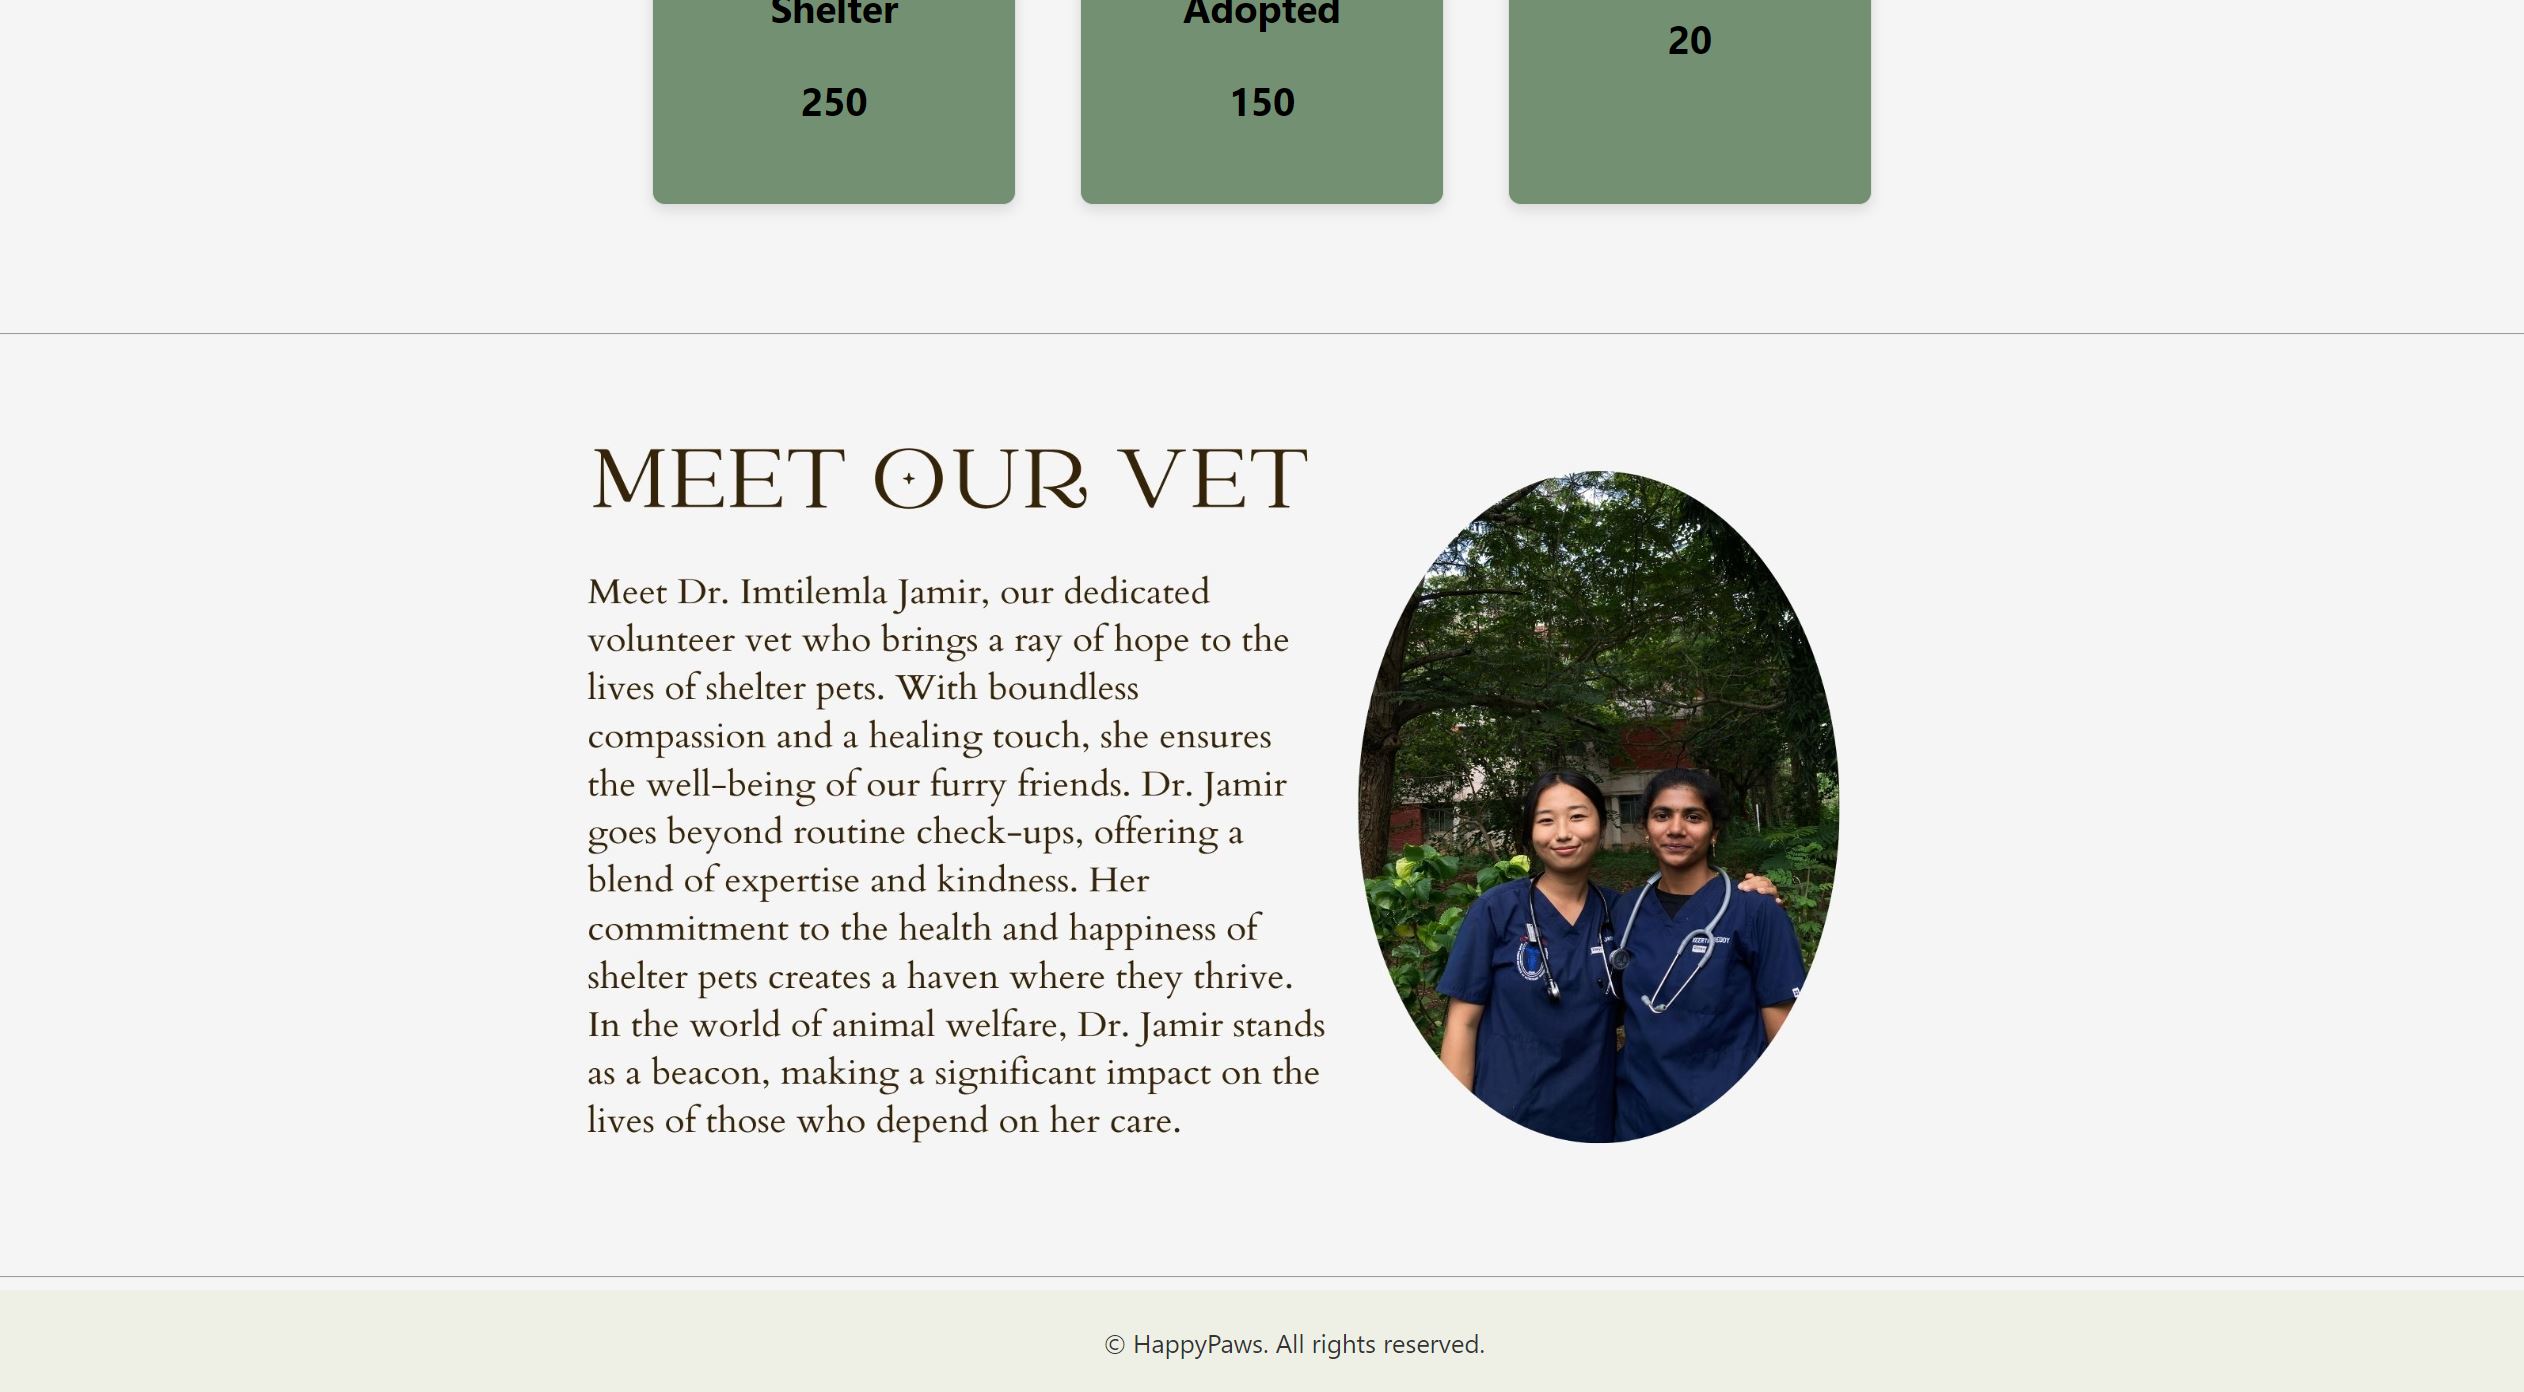 Shelter
Adopted
20
250
150
MEET OUR VET
Meet Dr. Imtilemla Jamir, our dedicated
volunteer vet who brings a ray of hope to the
lives of shelter pets. With boundless
compassion and a healing touch, she ensures
the well-being of our furry friends. Dr. Jamir
goes beyond routine check-ups, offering a
blend of expertise and kindness. Her
commitment to the health and happiness of
shelter pets creates a haven where they thrive.
In the world of animal welfare, Dr. Jamir stands
as a beacon, making a significant impact on the
lives of those who depend on her care.
© HappyPaws. All rights reserved.